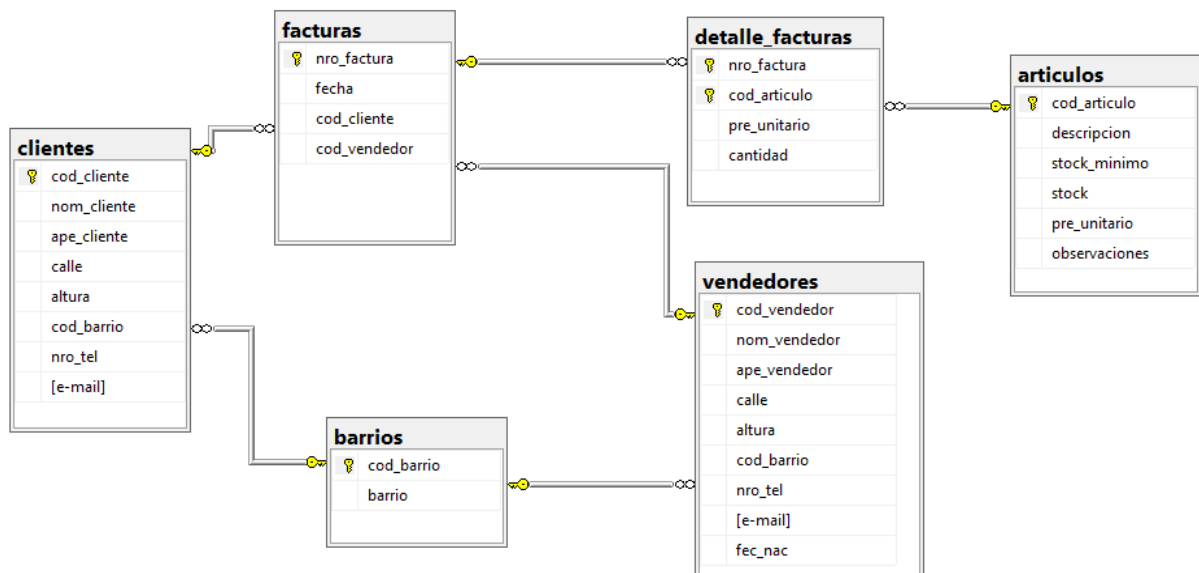 facturas
nro_factura
fecha
cod_cliente
cod_vendedor
detalle_facturas
nro_factura
cod_articulo
pre_unitario
cantidad
articulos
cod_articulo
descripcion
stock_minimo
stock
pre_unitario
observaciones
clientes
cod_cliente
nom_cliente
ape_cliente
calle
altura
cod_barrio
nro_tel
[e-mail]
vendedores
cod_vendedor
nom_vendedor
ape_vendedor
calle
altura
cod_barrio
nro_tel
[e-mail]
fec_nac
barrios
cod_barrio
barrio